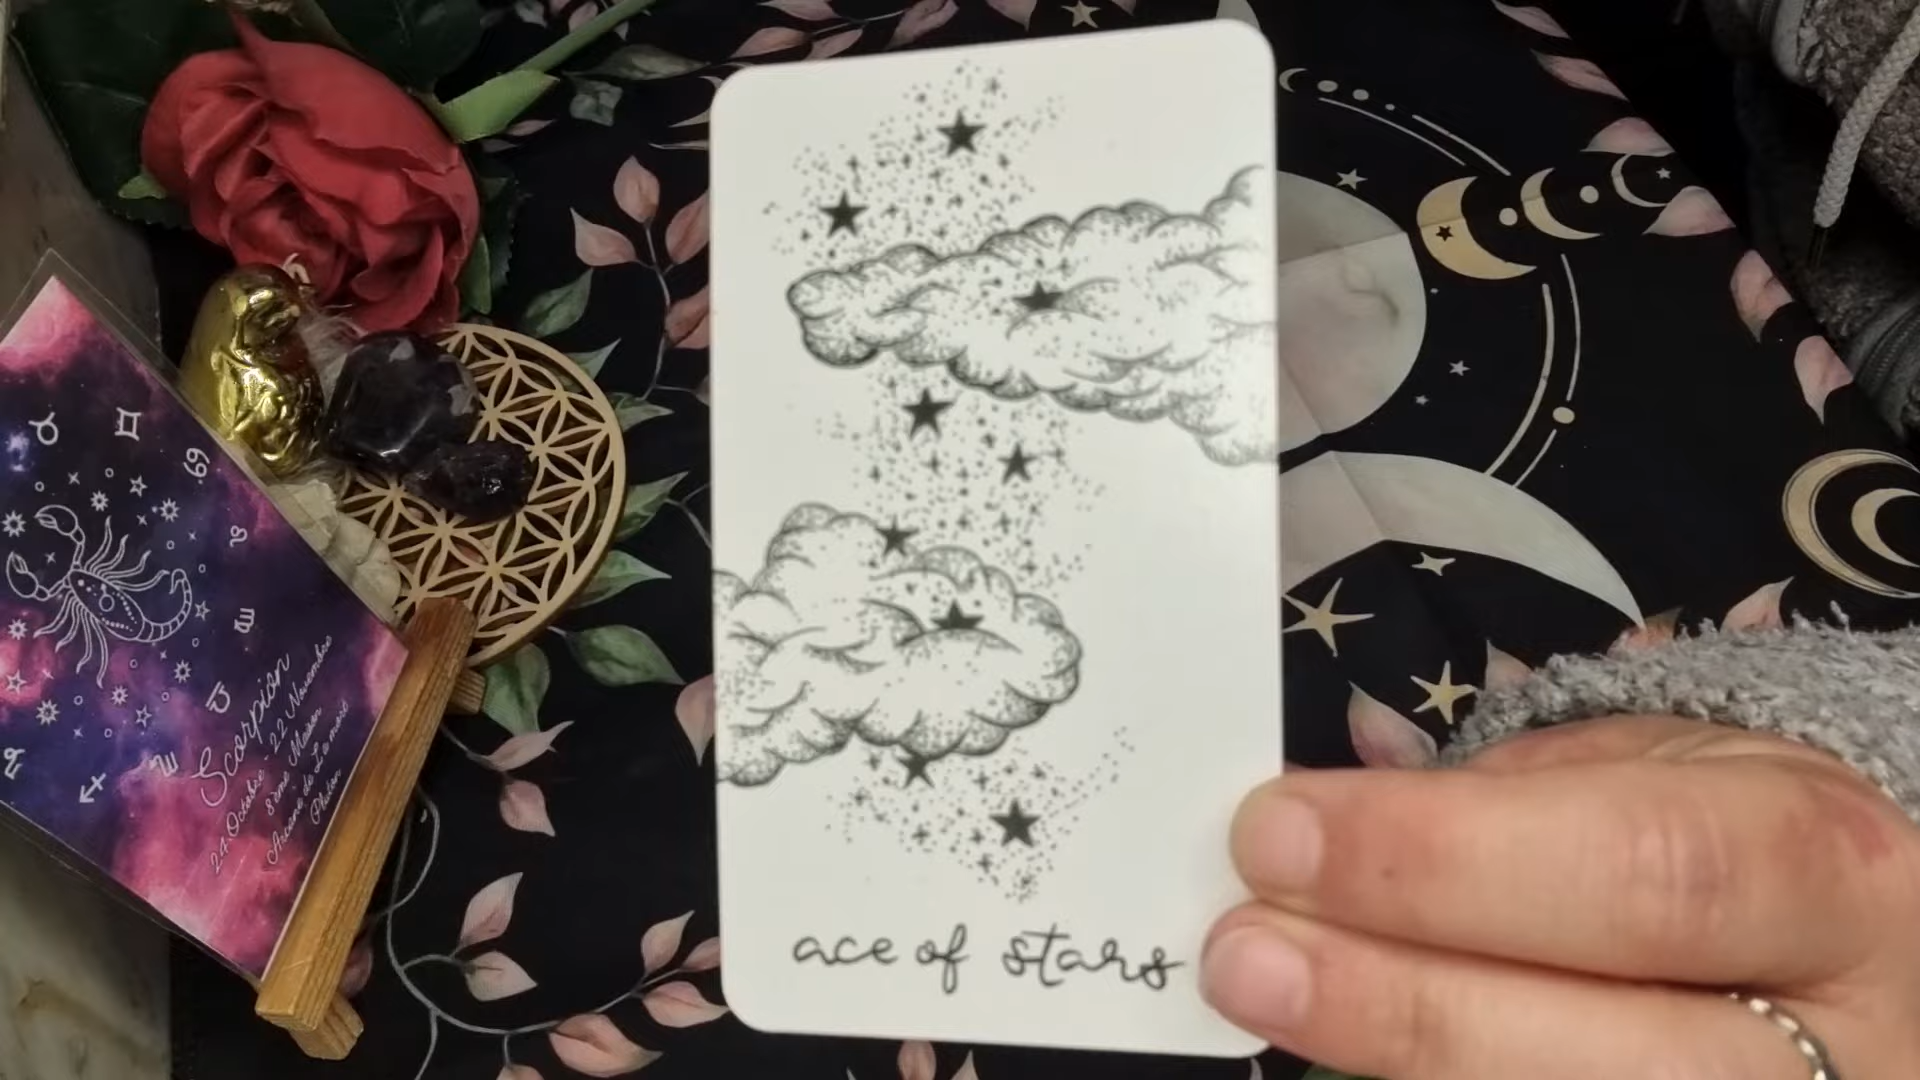 Scorpion
24 Octobre - 22 Novembre
8ème Maison
Arcane de La mort
Pluton
ace of stars